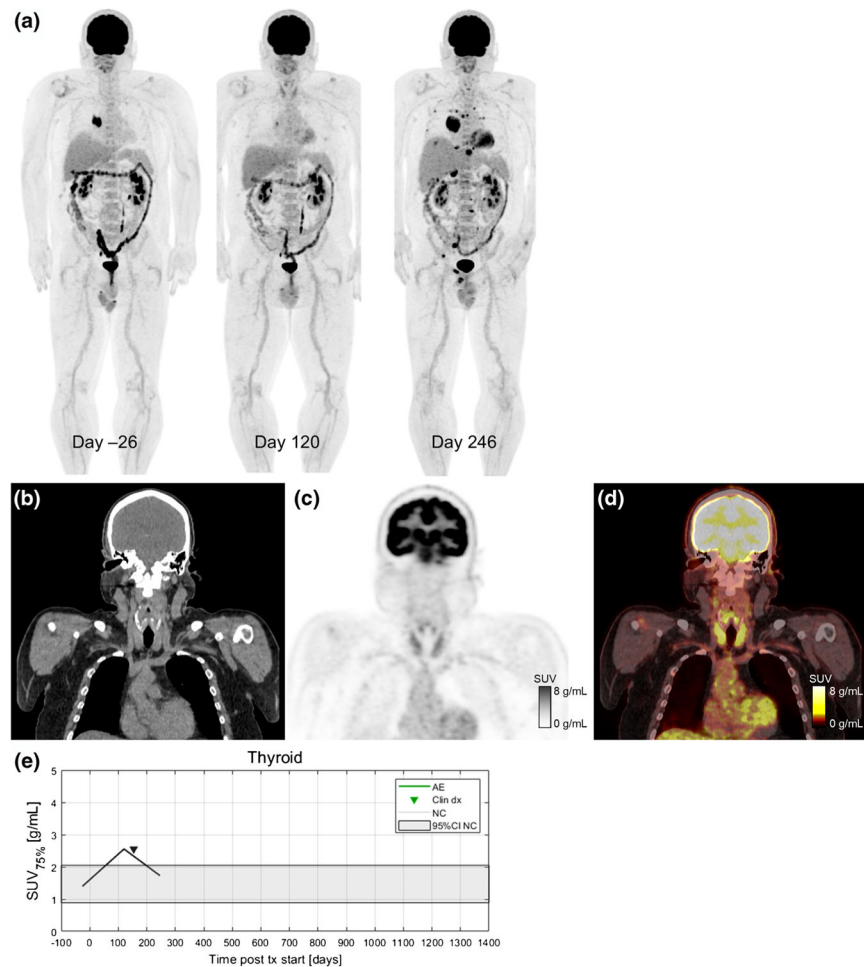 (a)
Day –26
Day 120
Day 246
(b)
(c)
SUV
8 g/mL
0 g/mL
(d)
SUV
8 g/mL
0 g/mL
(e)
Thyroid
SUV75% [g/mL]
5
4
3
2
1
0
AE
Clin dx
NC
95%CI NC
-100 0 100 200 300 400 500 600 700 800 900 1000 1100 1200 1300 1400
Time post tx start [days]